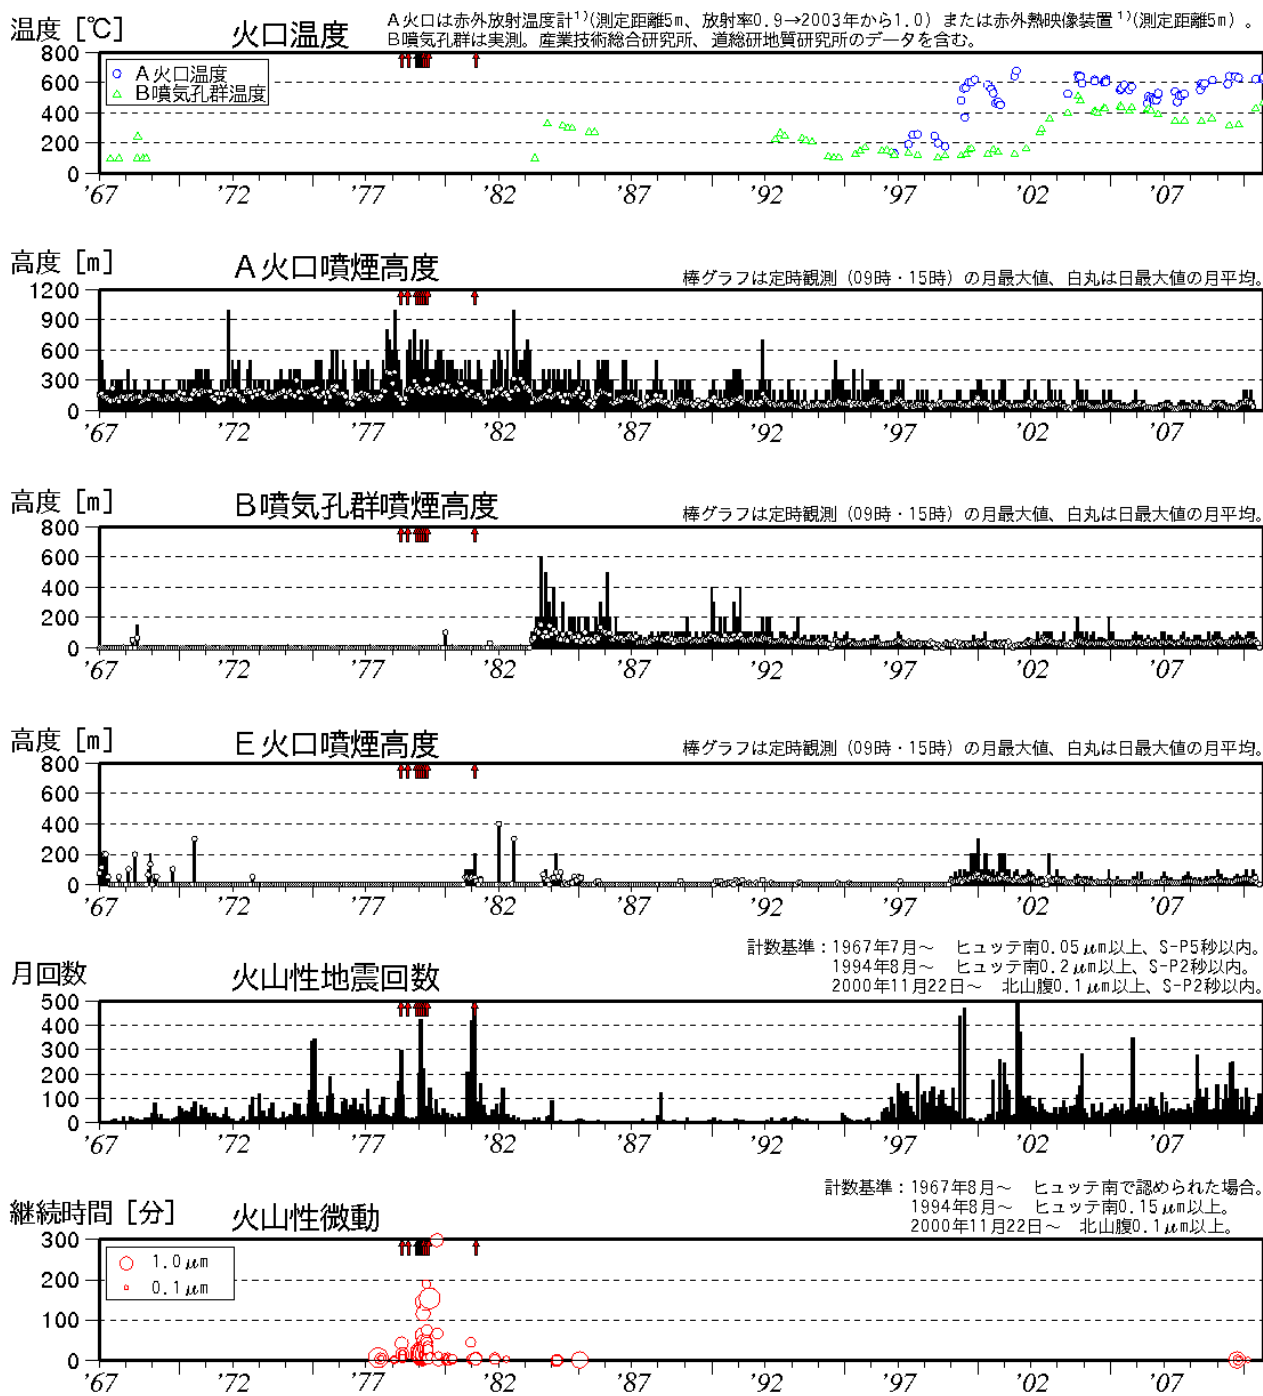 温度 [℃]
火口温度
A火口は赤外放射温度計¹⁾(測定距離5m、放射率0.9→2003年から1.0) または赤外熱映像装置¹⁾(測定距離5m) 。
B噴気孔群は実測。産業技術総合研究所、道総研地質研究所のデータを含む。
800
600
400
200
0
A火口温度
B噴気孔群温度
'67 '72 '77 '82 '87 '92 '97 '02 '07
高度 [m]
A火口噴煙高度
棒グラフは定時観測 (09時・15時) の月最大値、白丸は日最大値の月平均。
1200
900
600
300
0
'67 '72 '77 '82 '87 '92 '97 '02 '07
高度 [m]
B噴気孔群噴煙高度
棒グラフは定時観測 (09時・15時) の月最大値、白丸は日最大値の月平均。
800
600
400
200
0
'67 '72 '77 '82 '87 '92 '97 '02 '07
高度 [m]
E火口噴煙高度
棒グラフは定時観測 (09時・15時) の月最大値、白丸は日最大値の月平均。
800
600
400
200
0
'67 '72 '77 '82 '87 '92 '97 '02 '07
月回数
火山性地震回数
計数基準：1967年7月～ ヒュッテ南0.05μm以上、S-P5秒以内。
1994年8月～ ヒュッテ南0.2μm以上、S-P2秒以内。
2000年11月22日～ 北山腹0.1μm以上、S-P2秒以内。
500
400
300
200
100
0
'67 '72 '77 '82 '87 '92 '97 '02 '07
継続時間 [分]
火山性微動
計数基準：1967年8月～ ヒュッテ南で認められた場合。
1994年8月～ ヒュッテ南0.15μm以上。
2000年11月22日～ 北山腹0.1μm以上。
300
200
100
0
1.0μm
0.1μm
'67 '72 '77 '82 '87 '92 '97 '02 '07